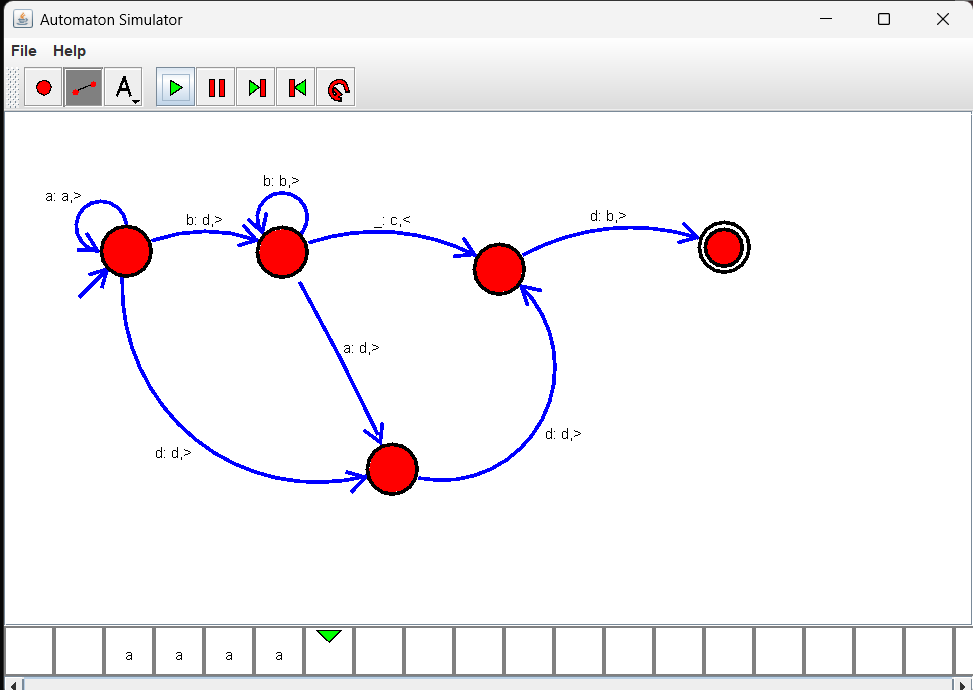 Automaton Simulator
File Help
A
b: b,>
a: a,>
b: d,>
_: c,<
d: b,>
a: d,>
d: d,>
d: d,>
a a a a